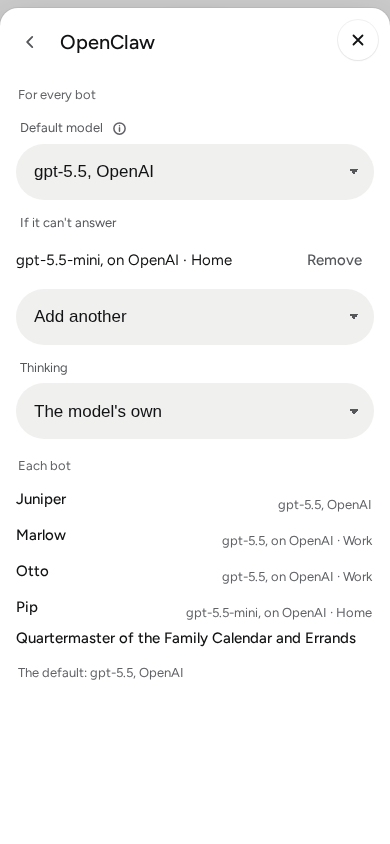 OpenClaw
For every bot
Default model
gpt-5.5, OpenAI
If it can't answer
gpt-5.5-mini, on OpenAI · Home
Remove
Add another
Thinking
The model's own
Each bot
Juniper
gpt-5.5, OpenAI
Marlow
gpt-5.5, on OpenAI · Work
Otto
gpt-5.5, on OpenAI · Work
Pip
gpt-5.5-mini, on OpenAI · Home
Quartermaster of the Family Calendar and Errands
The default: gpt-5.5, OpenAI